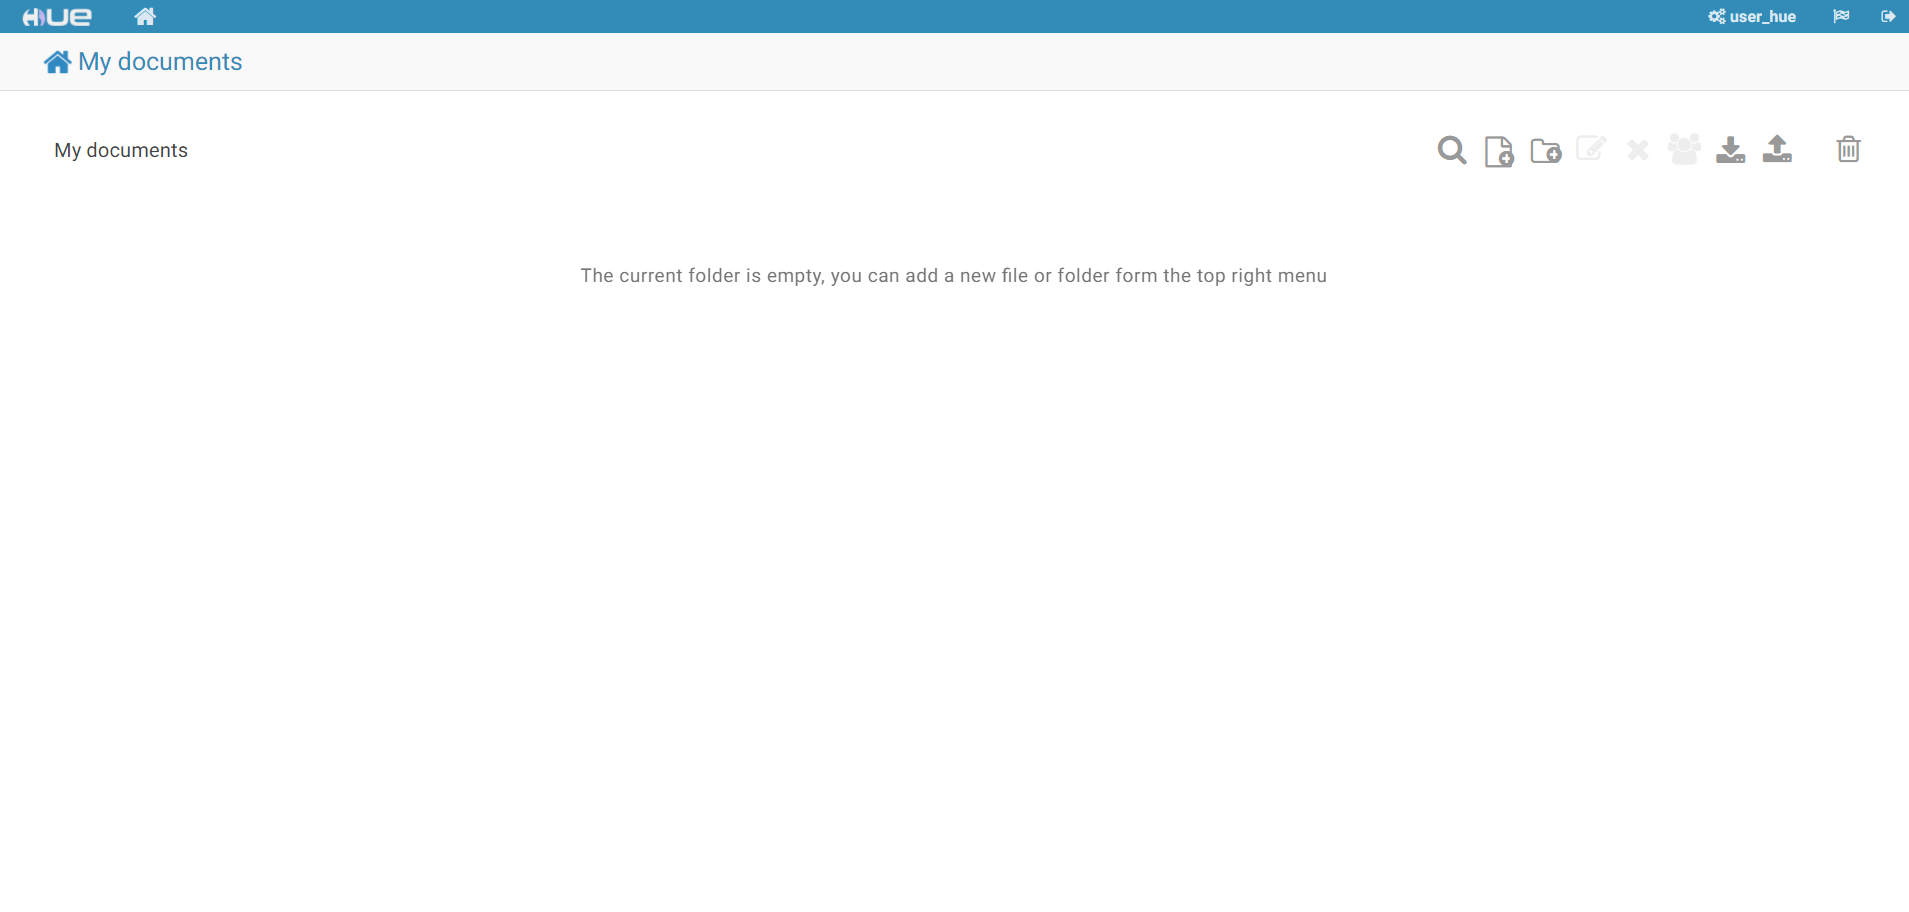 HUE
user_hue
My documents
My documents
The current folder is empty, you can add a new file or folder form the top right menu